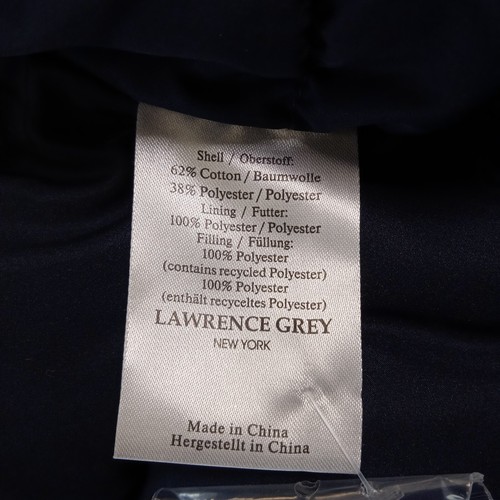 Shell / Oberstoff:
62% Cotton / Baumwolle
38% Polyester / Polyester
Lining / Futter:
100% Polyester / Polyester
Filling / Füllung:
100% Polyester
(contains recycled Polyester)
100% Polyester
(enthält recyceltes Polyester)
LAWRENCE GREY
NEW YORK
Made in China
Hergestellt in China